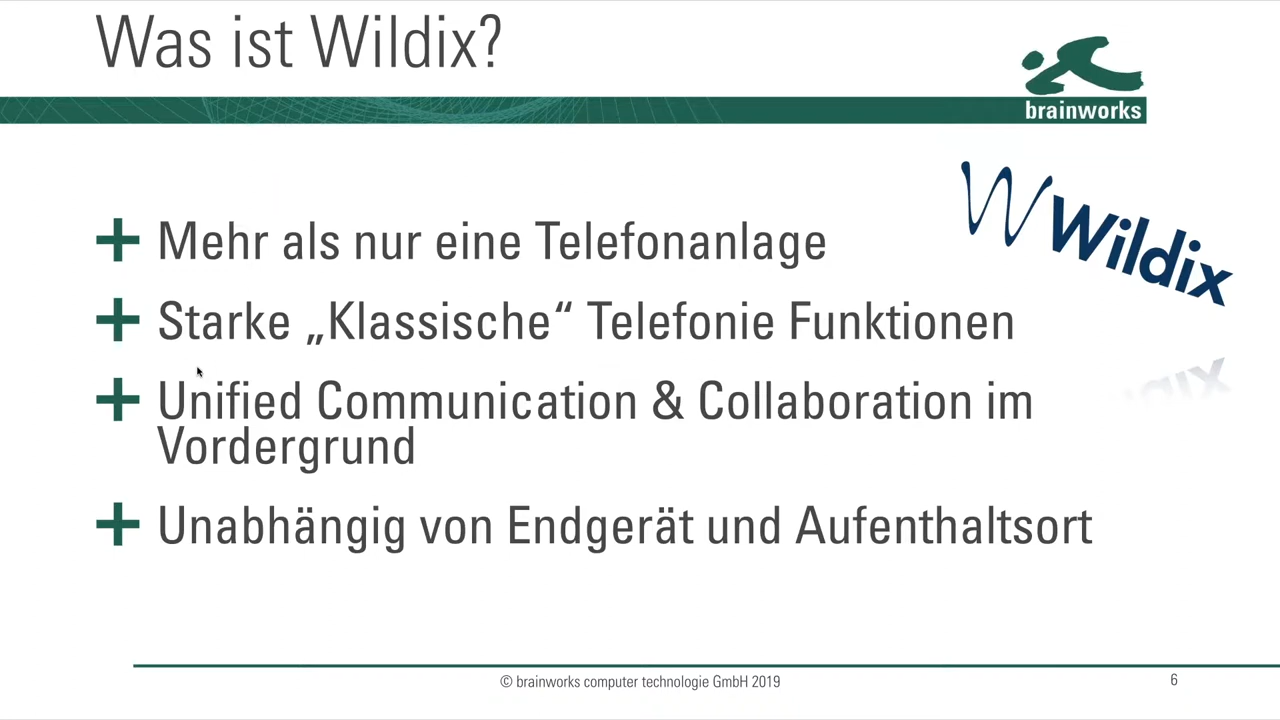 Was ist Wildix?
brainworks
Wildix
Mehr als nur eine Telefonanlage
Starke „Klassische“ Telefonie Funktionen
Unified Communication & Collaboration im
Vordergrund
Unabhängig von Endgerät und Aufenthaltsort
© brainworks computer technologie GmbH 2019
6